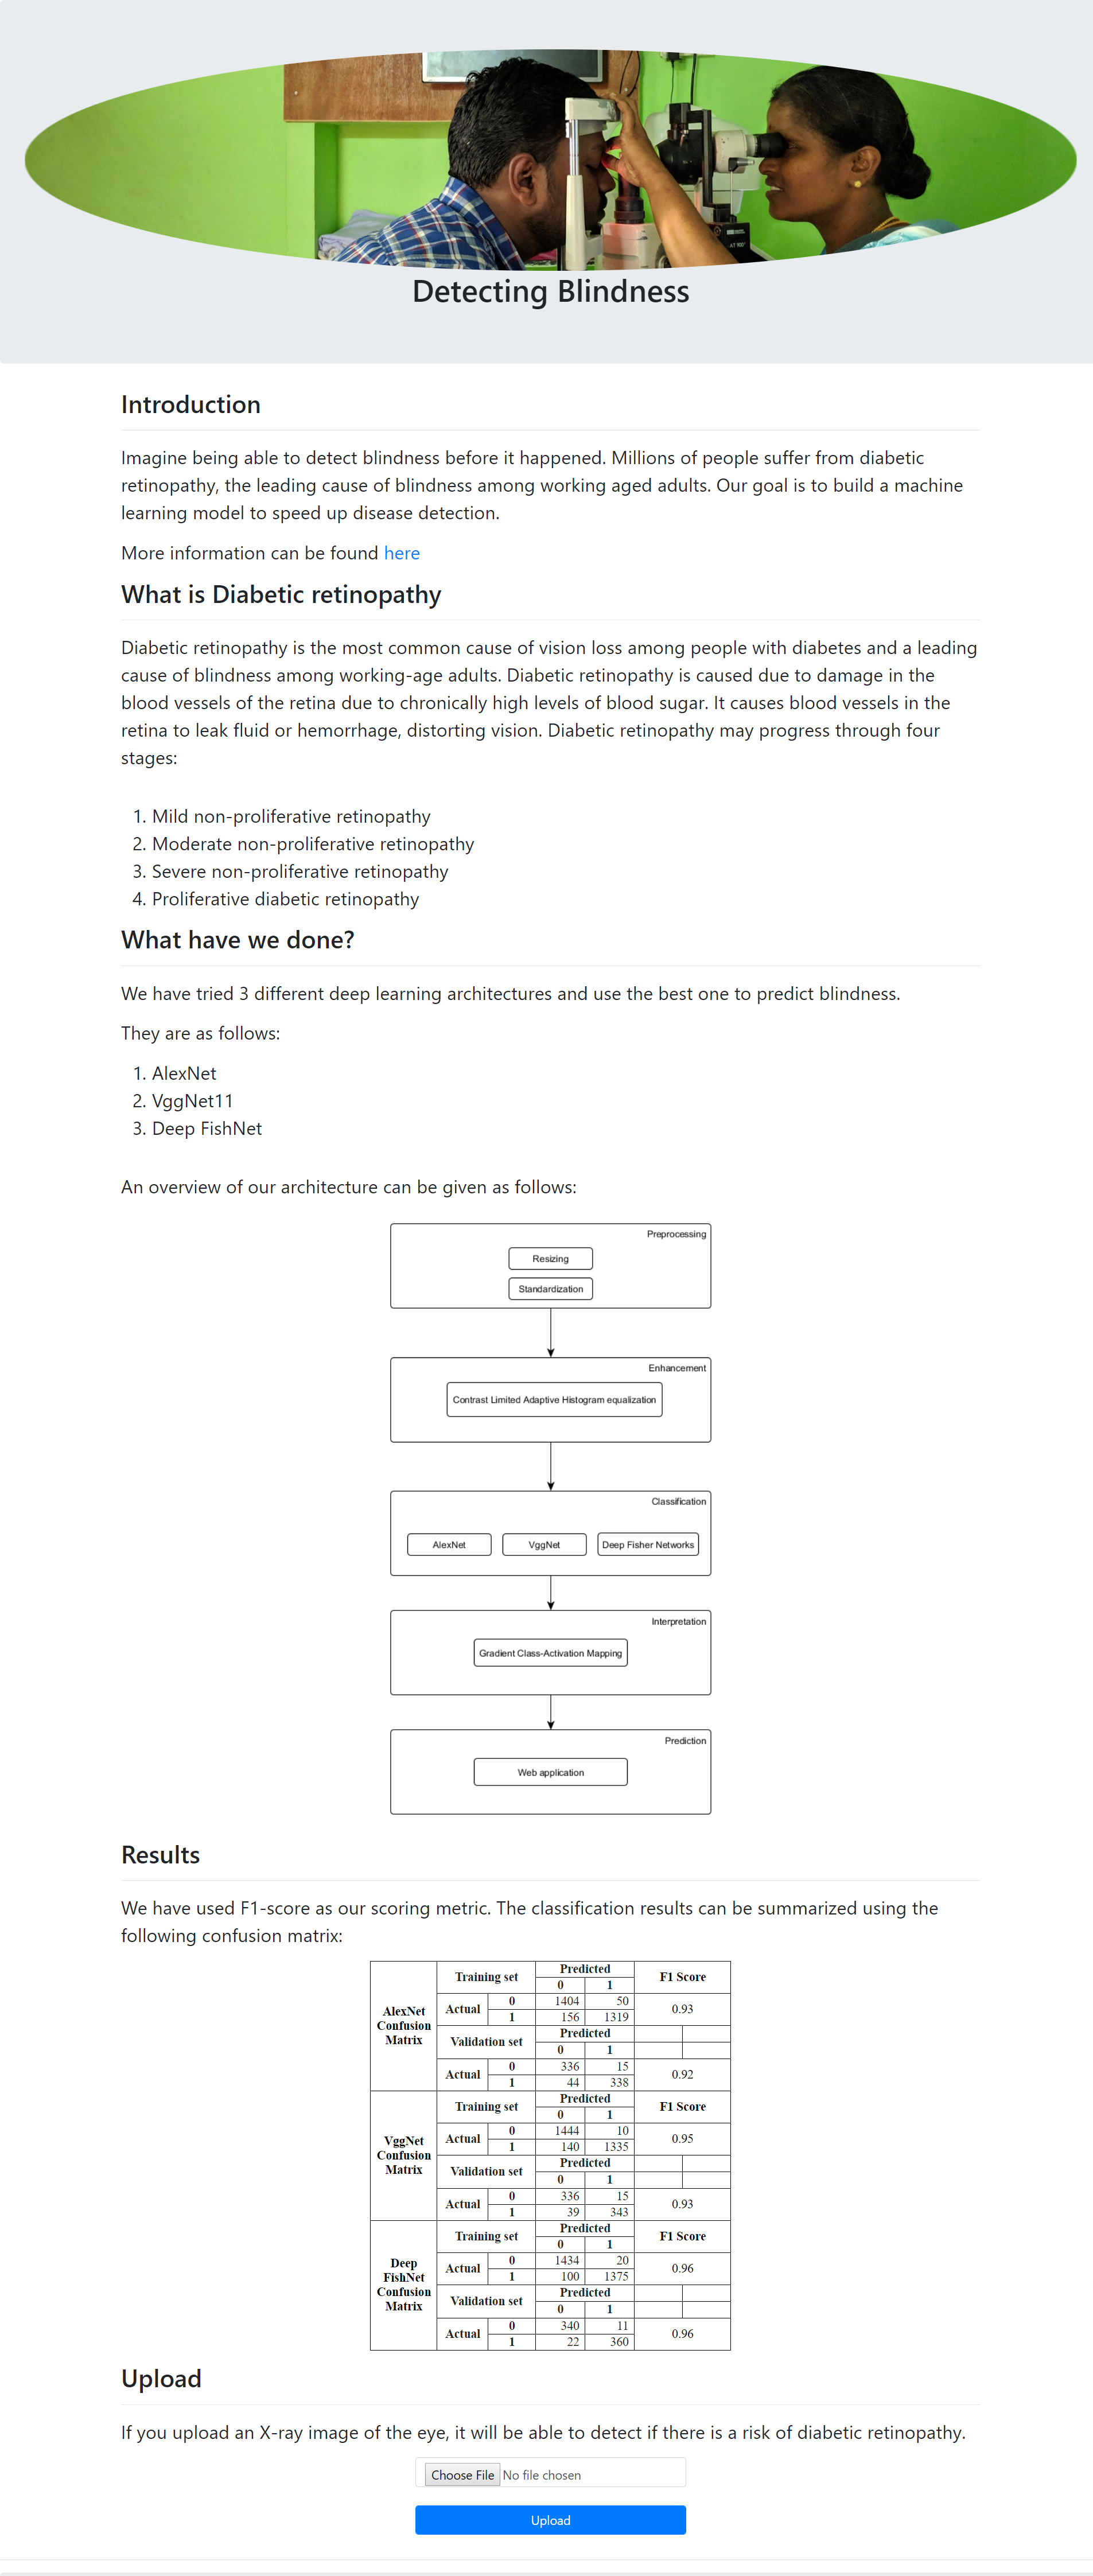 AT 100"
Detecting Blindness
Introduction
Imagine being able to detect blindness before it happened. Millions of people suffer from diabetic
retinopathy, the leading cause of blindness among working aged adults. Our goal is to build a machine
learning model to speed up disease detection.
More information can be found here
What is Diabetic retinopathy
Diabetic retinopathy is the most common cause of vision loss among people with diabetes and a leading
cause of blindness among working-age adults. Diabetic retinopathy is caused due to damage in the
blood vessels of the retina due to chronically high levels of blood sugar. It causes blood vessels in the
retina to leak fluid or hemorrhage, distorting vision. Diabetic retinopathy may progress through four
stages:
1. Mild non-proliferative retinopathy
2. Moderate non-proliferative retinopathy
3. Severe non-proliferative retinopathy
4. Proliferative diabetic retinopathy
What have we done?
We have tried 3 different deep learning architectures and use the best one to predict blindness.
They are as follows:
1. AlexNet
2. VggNet11
3. Deep FishNet
An overview of our architecture can be given as follows:
Preprocessing
Resizing
Standardization
Enhancement
Contrast Limited Adaptive Histogram equalization
Classification
AlexNet VggNet Deep Fisher Networks
Interpretation
Gradient Class-Activation Mapping
Prediction
Web application
Results
We have used F1-score as our scoring metric. The classification results can be summarized using the
following confusion matrix:
AlexNet Confusion Matrix
Training set Predicted F1 Score
0 1
Actual 0 1404 50 0.93
1 156 1319
Validation set Predicted
0 1
Actual 0 336 15 0.92
1 44 338
VggNet Confusion Matrix
Training set Predicted F1 Score
0 1
Actual 0 1444 10 0.95
1 140 1335
Validation set Predicted
0 1
Actual 0 336 15 0.93
1 39 343
Deep FishNet Confusion Matrix
Training set Predicted F1 Score
0 1
Actual 0 1434 20 0.96
1 100 1375
Validation set Predicted
0 1
Actual 0 340 11 0.96
1 22 360
Upload
If you upload an X-ray image of the eye, it will be able to detect if there is a risk of diabetic retinopathy.
Choose File No file chosen
Upload